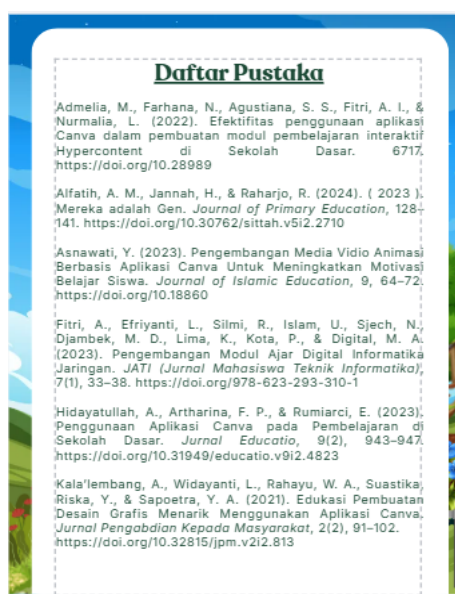 Daftar Pustaka
Admelia, M., Farhana, N., Agustiana, S. S., Fitri, A. I., &
Nurmalia, L. (2022). Efektifitas penggunaan aplikasi
Canva dalam pembuatan modul pembelajaran interaktif
Hypercontent di Sekolah Dasar. 6717.
https://doi.org/10.28989
Alfatih, A. M., Jannah, H., & Raharjo, R. (2024). ( 2023 ).
Mereka adalah Gen. Journal of Primary Education, 128–
141. https://doi.org/10.30762/sittah.v5i2.2710
Asnawati, Y. (2023). Pengembangan Media Vidio Animasi
Berbasis Aplikasi Canva Untuk Meningkatkan Motivasi
Belajar Siswa. Journal of Islamic Education, 9, 64–72.
https://doi.org/10.18860
Fitri, A., Efriyanti, L., Silmi, R., Islam, U., Sjech, N.,
Djambek, M. D., Lima, K., Kota, P., & Digital, M. A.
(2023). Pengembangan Modul Ajar Digital Informatika
Jaringan. JATI (Jurnal Mahasiswa Teknik Informatika),
7(1), 33–38. https://doi.org/978-623-293-310-1
Hidayatullah, A., Artharina, F. P., & Rumiarci, E. (2023).
Penggunaan Aplikasi Canva pada Pembelajaran di
Sekolah Dasar. Jurnal Educatio, 9(2), 943–947.
https://doi.org/10.31949/educatio.v9i2.4823
Kala'lembang, A., Widayanti, L., Rahayu, W. A., Suastika,
Riska, Y., & Sapoetra, Y. A. (2021). Edukasi Pembuatan
Desain Grafis Menarik Menggunakan Aplikasi Canva.
Jurnal Pengabdian Kepada Masyarakat, 2(2), 91–102.
https://doi.org/10.32815/jpm.v2i2.813